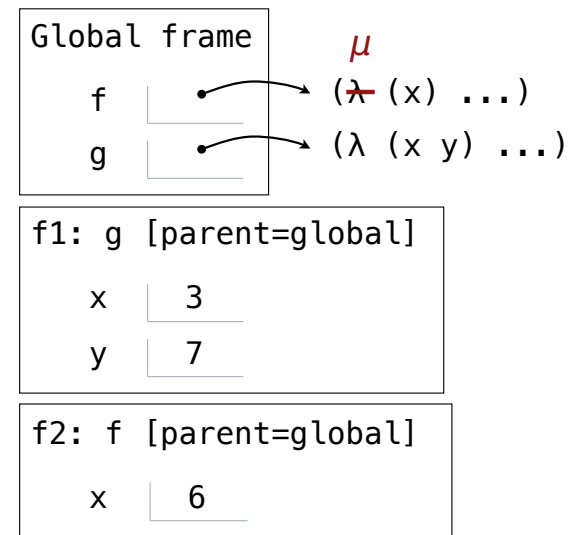 Global frame
μ
f (λ (x) ...)
g (λ (x y) ...)
f1: g [parent=global]
x 3
y 7
f2: f [parent=global]
x 6